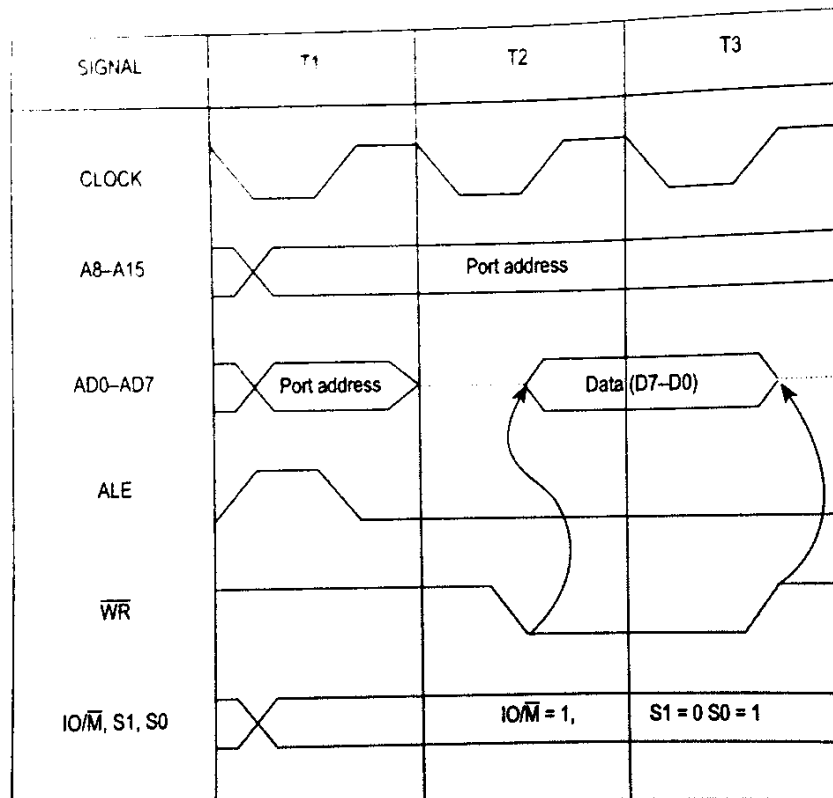 SIGNAL T1 T2 T3
CLOCK
A8–A15 Port address
AD0–AD7 Port address Data (D7–D0)
ALE
W̅R̅
IO/M̅, S1, S0 IO/M̅ = 1, S1 = 0 S0 = 1